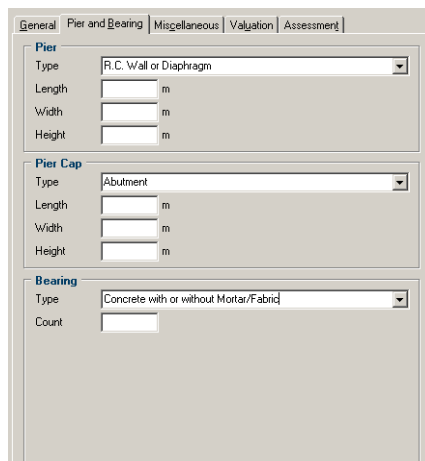 General Pier and Bearing Miscellaneous Valuation Assessment
Pier
Type R.C. Wall or Diaphragm
Length m
Width m
Height m
Pier Cap
Type Abutment
Length m
Width m
Height m
Bearing
Type Concrete with or without Mortar/Fabric
Count